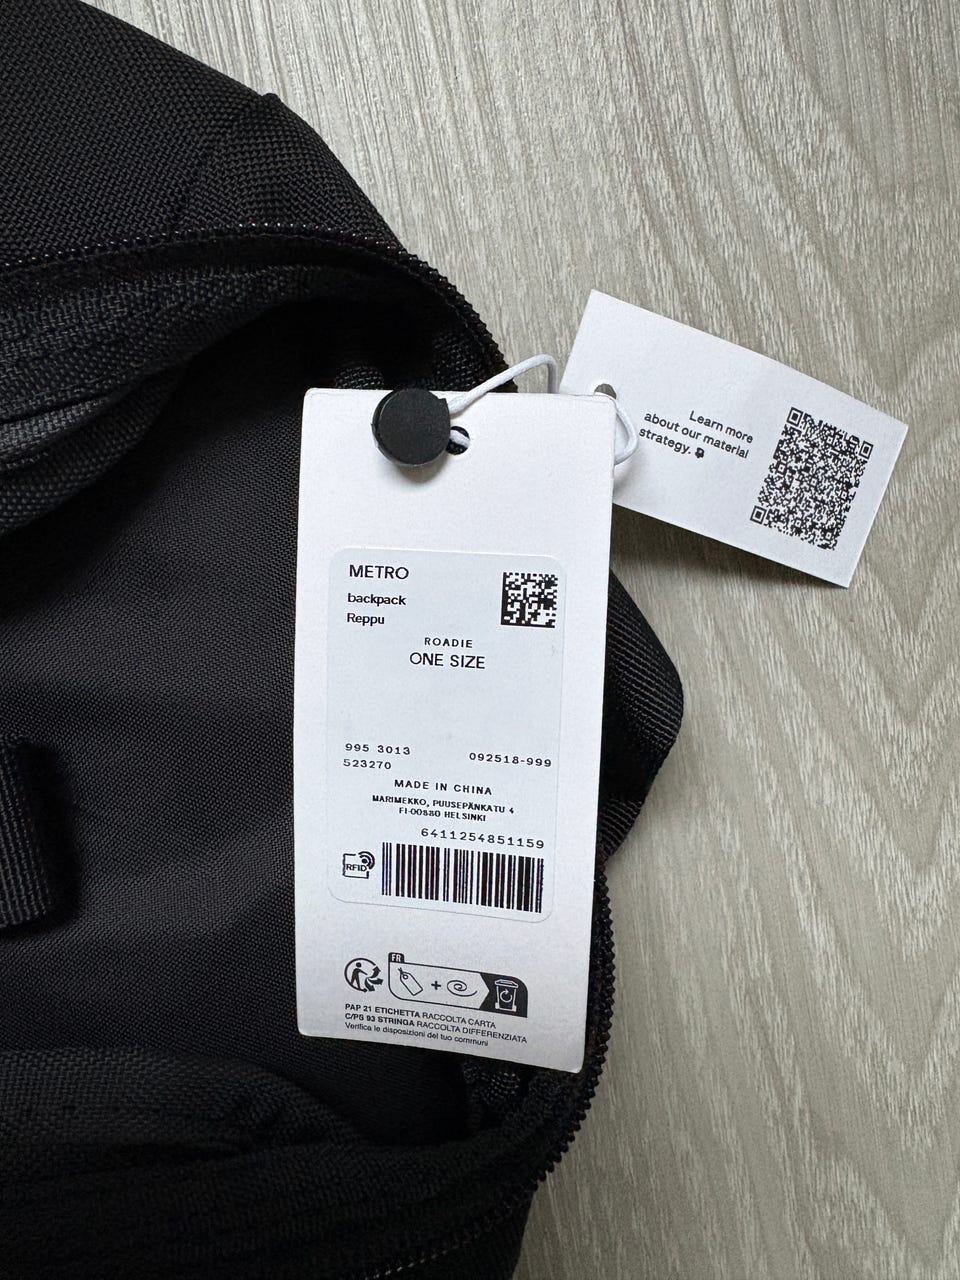 METRO
backpack
Reppu
ROADIE
ONE SIZE
995 3013
092518-999
523270
MADE IN CHINA
MARIMEKKO, PUUSEPÄNKATU 4
FI-00880 HELSINKI
6411254851159
RFID
FR
PAP 21 ETICHETTA RACCOLTA CARTA
C/PS 93 STRINGA RACCOLTA DIFFERENZIATA
Verifica le disposizioni del tuo communi
Learn more
about our material
strategy.